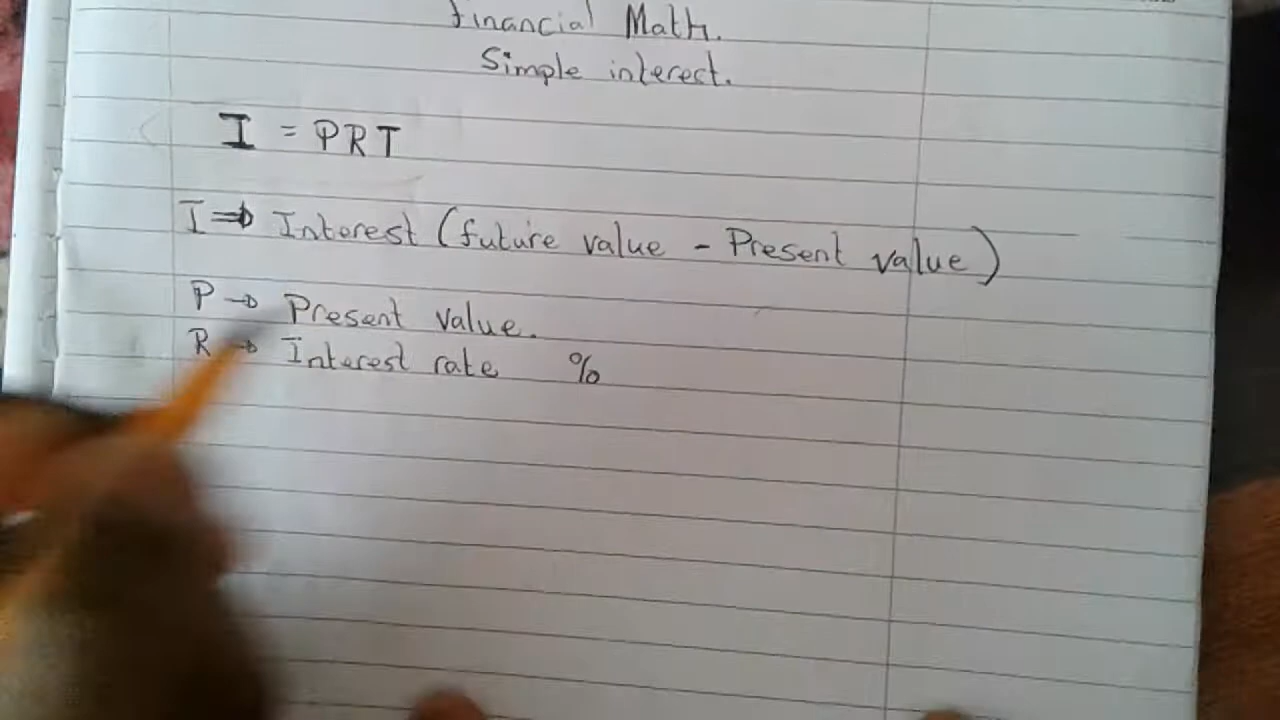 Financial Math.
Simple interest.
I = PRT
I ⇒ Interest (future value - Present value)
P → Present value.
R → Interest rate %